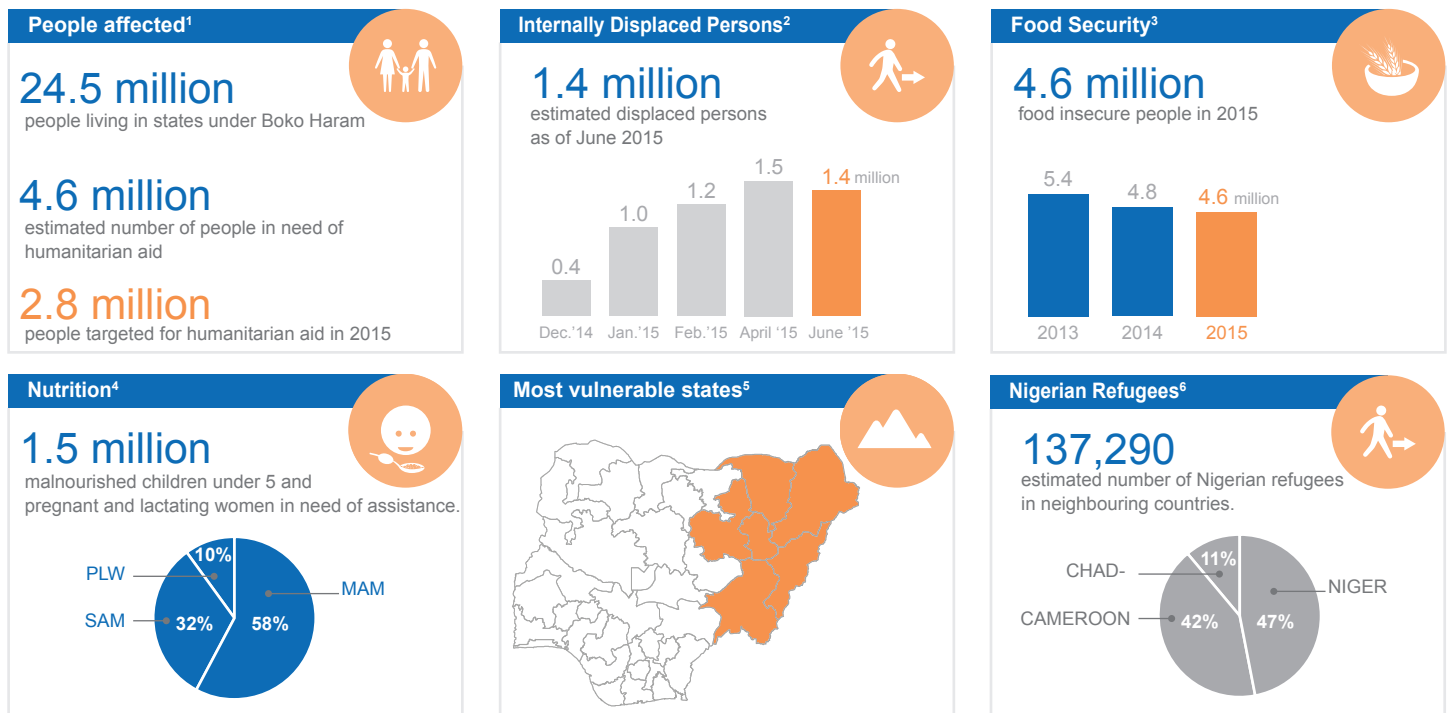 People affected¹
24.5 million
people living in states under Boko Haram
4.6 million
estimated number of people in need of
humanitarian aid
2.8 million
people targeted for humanitarian aid in 2015
Internally Displaced Persons²
1.4 million
estimated displaced persons
as of June 2015
0.4
1.0
1.2
1.5
1.4 million
Dec.'14 Jan.'15 Feb.'15 April ‘15 June ’15
Food Security³
4.6 million
food insecure people in 2015
5.4
4.8
4.6 million
2013 2014 2015
Nutrition⁴
1.5 million
malnourished children under 5 and
pregnant and lactating women in need of assistance.
10%
PLW
MAM
SAM
32%
58%
Most vulnerable states⁵
Nigerian Refugees⁶
137,290
estimated number of Nigerian refugees
in neighbouring countries.
11%
CHAD-
NIGER
CAMEROON
42%
47%